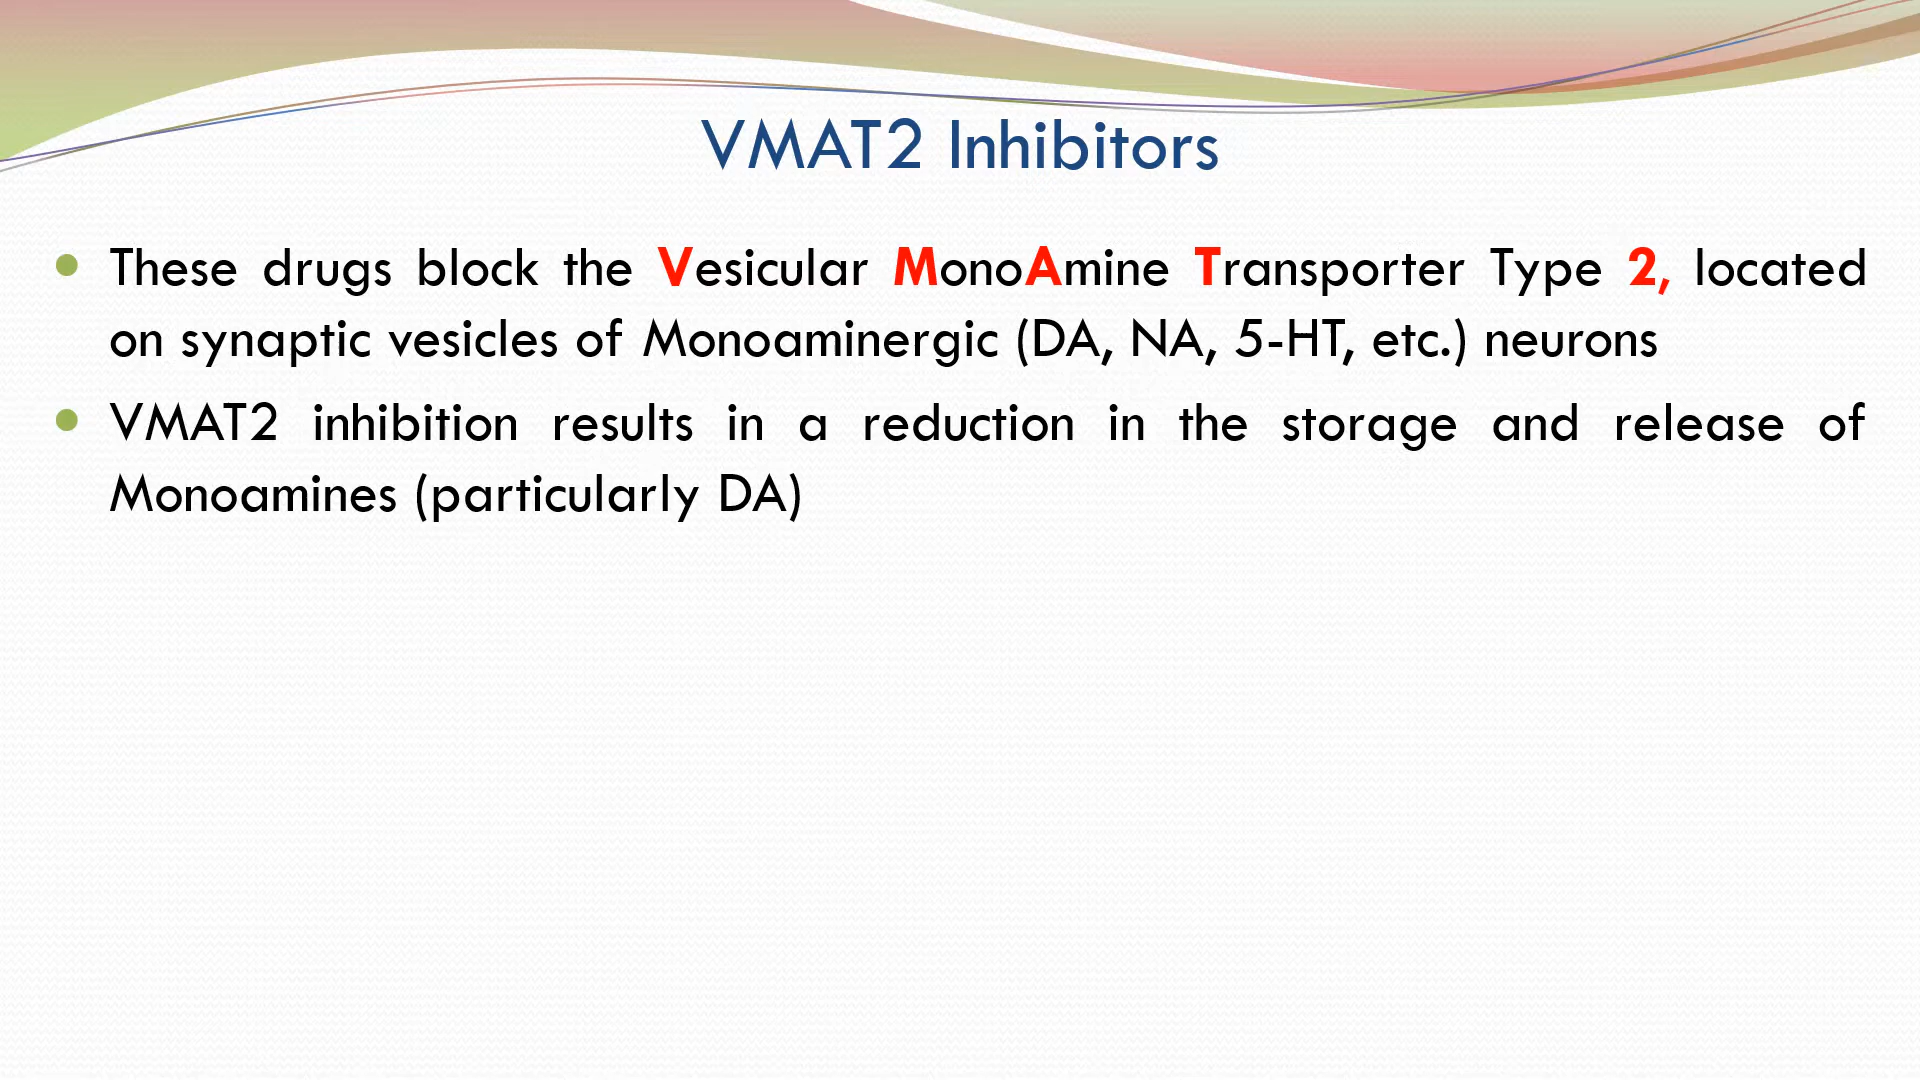 VMAT2 Inhibitors
These drugs block the Vesicular MonoAmine Transporter Type 2, located
on synaptic vesicles of Monoaminergic (DA, NA, 5-HT, etc.) neurons
VMAT2 inhibition results in a reduction in the storage and release of
Monoamines (particularly DA)